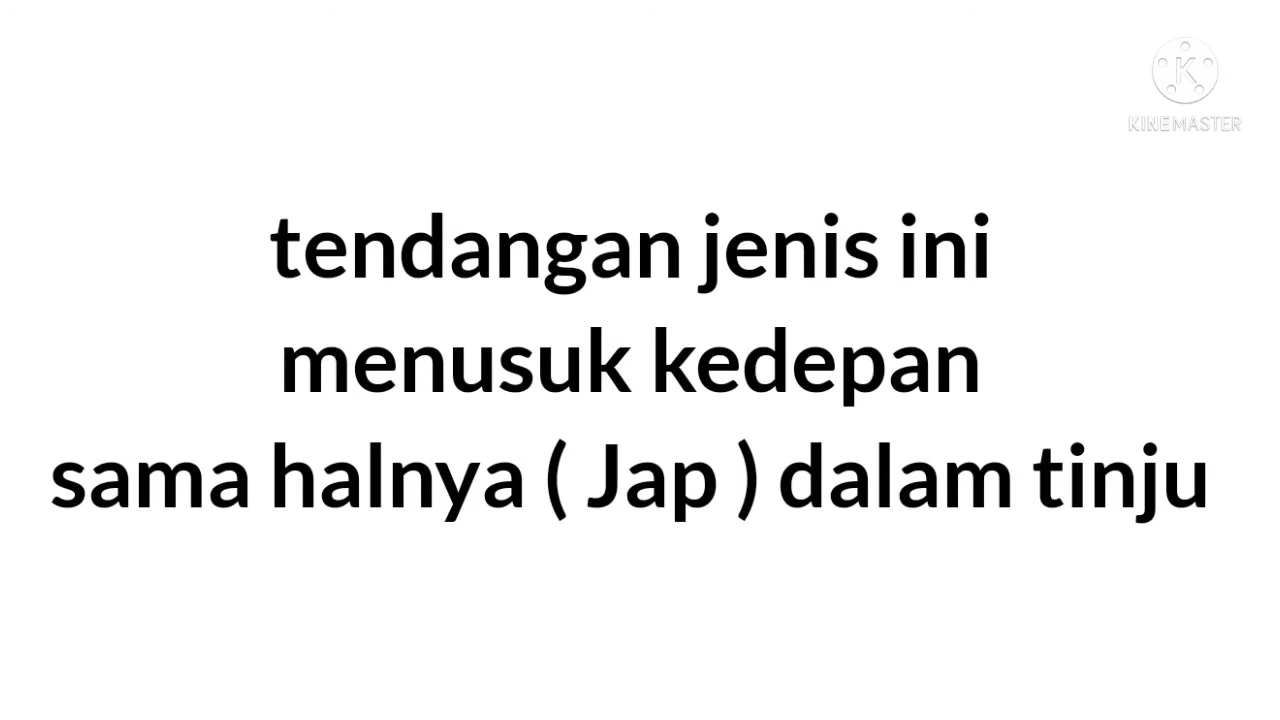 K
KINEMASTER
tendangan jenis ini
menusuk kedepan
sama halnya ( Jap ) dalam tinju